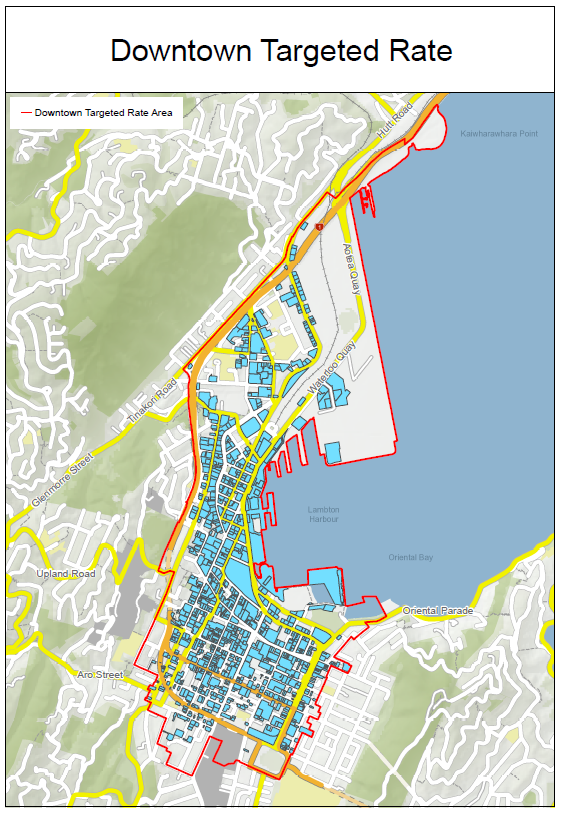 Downtown Targeted Rate
Downtown Targeted Rate Area
Hutt Road
Kaiwharawhara Point
Aotea Quay
Waterloo Quay
Tinakori Road
Glenmorre Street
Lambton
Harbour
Oriental Bay
Upland Road
Oriental Parade
Aro Street